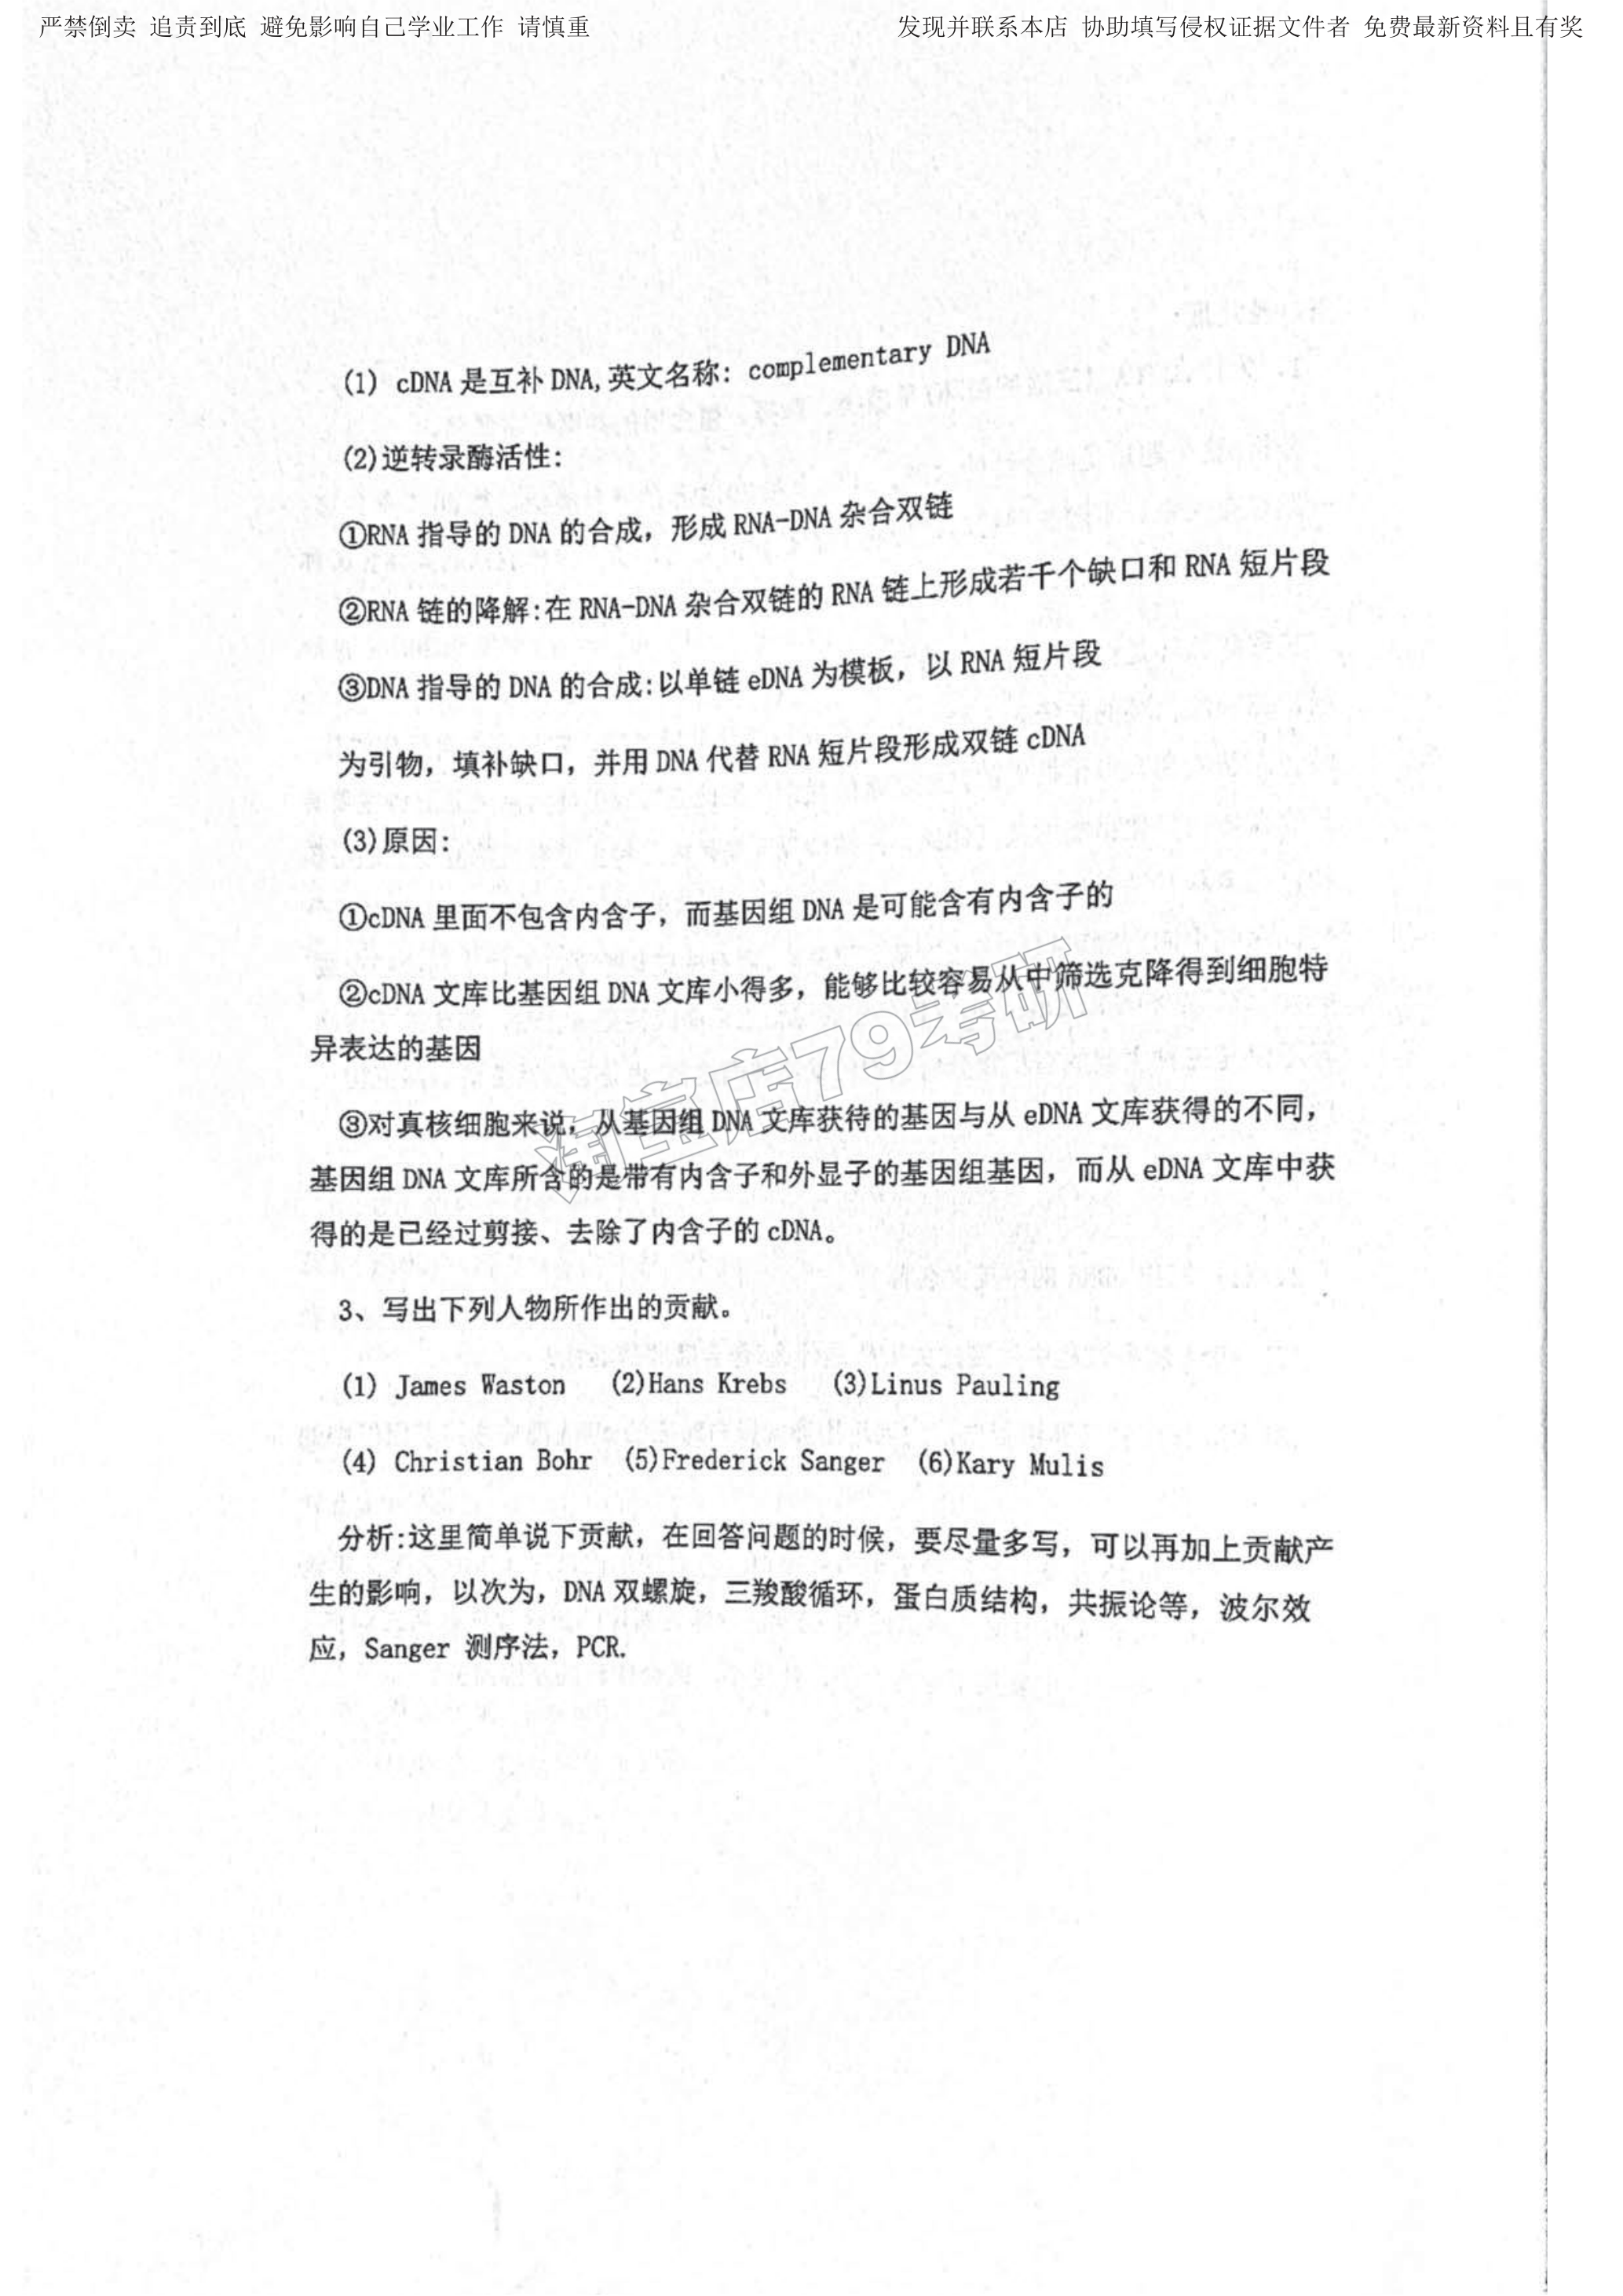 严禁倒卖 追责到底 避免影响自己学业工作 请慎重
发现并联系本店 协助填写侵权证据文件者 免费最新资料且有奖
(1) cDNA 是互补 DNA,英文名称: complementary DNA
(2)逆转录酶活性:
①RNA 指导的 DNA 的合成，形成 RNA-DNA 杂合双链
②RNA 链的降解:在 RNA-DNA 杂合双链的 RNA 链上形成若干个缺口和 RNA 短片段
③DNA 指导的 DNA 的合成:以单链 eDNA 为模板，以 RNA 短片段
为引物，填补缺口，并用 DNA 代替 RNA 短片段形成双链 cDNA
(3)原因:
①cDNA 里面不包含内含子，而基因组 DNA 是可能含有内含子的
②cDNA 文库比基因组 DNA 文库小得多，能够比较容易从中筛选克降得到细胞特
异表达的基因
③对真核细胞来说，从基因组 DNA 文库获待的基因与从 eDNA 文库获得的不同，
基因组 DNA 文库所含的是带有内含子和外显子的基因组基因，而从 eDNA 文库中获
得的是已经过剪接、去除了内含子的 cDNA。
淘宝店79考研
3、写出下列人物所作出的贡献。
(1) James Waston (2)Hans Krebs (3)Linus Pauling
(4) Christian Bohr (5)Frederick Sanger (6)Kary Mulis
分析:这里简单说下贡献，在回答问题的时候，要尽量多写，可以再加上贡献产
生的影响，以次为，DNA 双螺旋，三羧酸循环，蛋白质结构，共振论等，波尔效
应，Sanger 测序法，PCR.